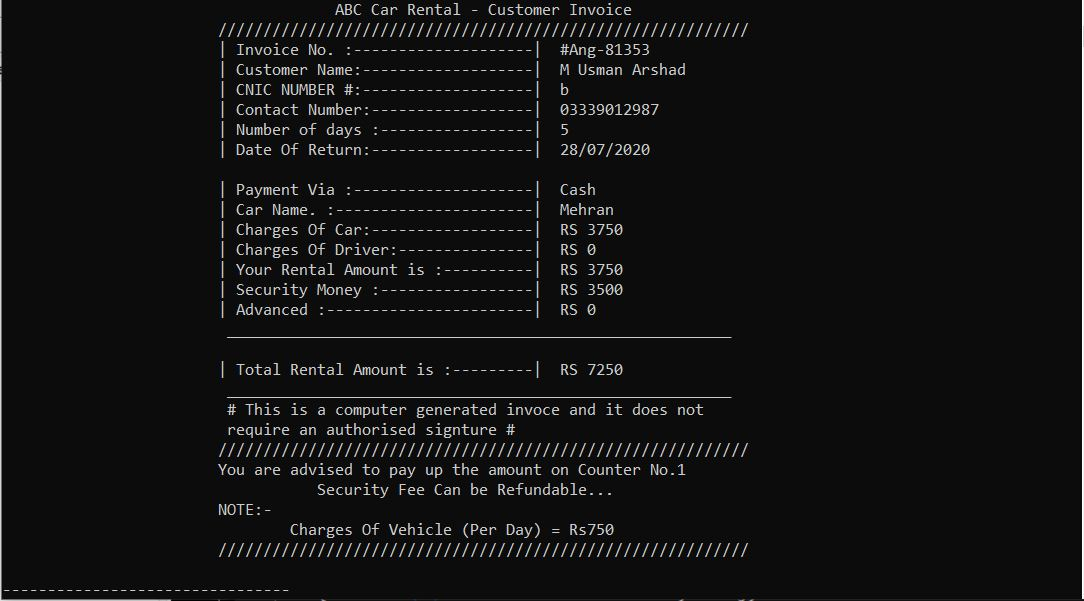 ABC Car Rental - Customer Invoice
///////////////////////////////////////////////////////////
| Invoice No. :--------------------| #Ang-81353
| Customer Name:-------------------| M Usman Arshad
| CNIC NUMBER #:-------------------| b
| Contact Number:------------------| 03339012987
| Number of days :-----------------| 5
| Date Of Return:------------------| 28/07/2020
| Payment Via :--------------------| Cash
| Car Name. :----------------------| Mehran
| Charges Of Car:------------------| RS 3750
| Charges Of Driver:---------------| RS 0
| Your Rental Amount is :----------| RS 3750
| Security Money :-----------------| RS 3500
| Advanced :-----------------------| RS 0
________________________________________________________
| Total Rental Amount is :---------| RS 7250
________________________________________________________
# This is a computer generated invoce and it does not
require an authorised signture #
///////////////////////////////////////////////////////////
You are advised to pay up the amount on Counter No.1
Security Fee Can be Refundable...
NOTE:-
Charges Of Vehicle (Per Day) = Rs750
///////////////////////////////////////////////////////////
--------------------------------